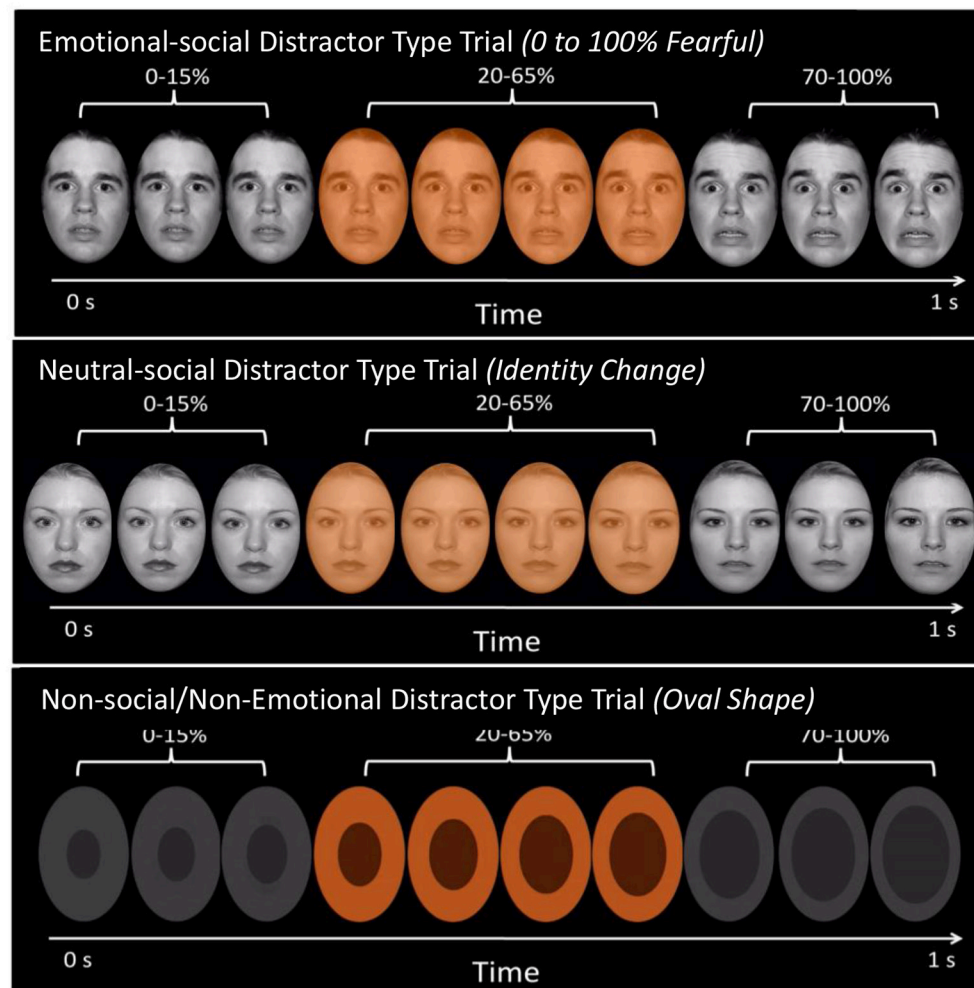 Emotional-social Distractor Type Trial (0 to 100% Fearful)
0-15% 20-65% 70-100%
0 s 1 s
Time
Neutral-social Distractor Type Trial (Identity Change)
0-15% 20-65% 70-100%
0 s 1 s
Time
Non-social/Non-Emotional Distractor Type Trial (Oval Shape)
0-15% 20-65% 70-100%
0 s 1 s
Time